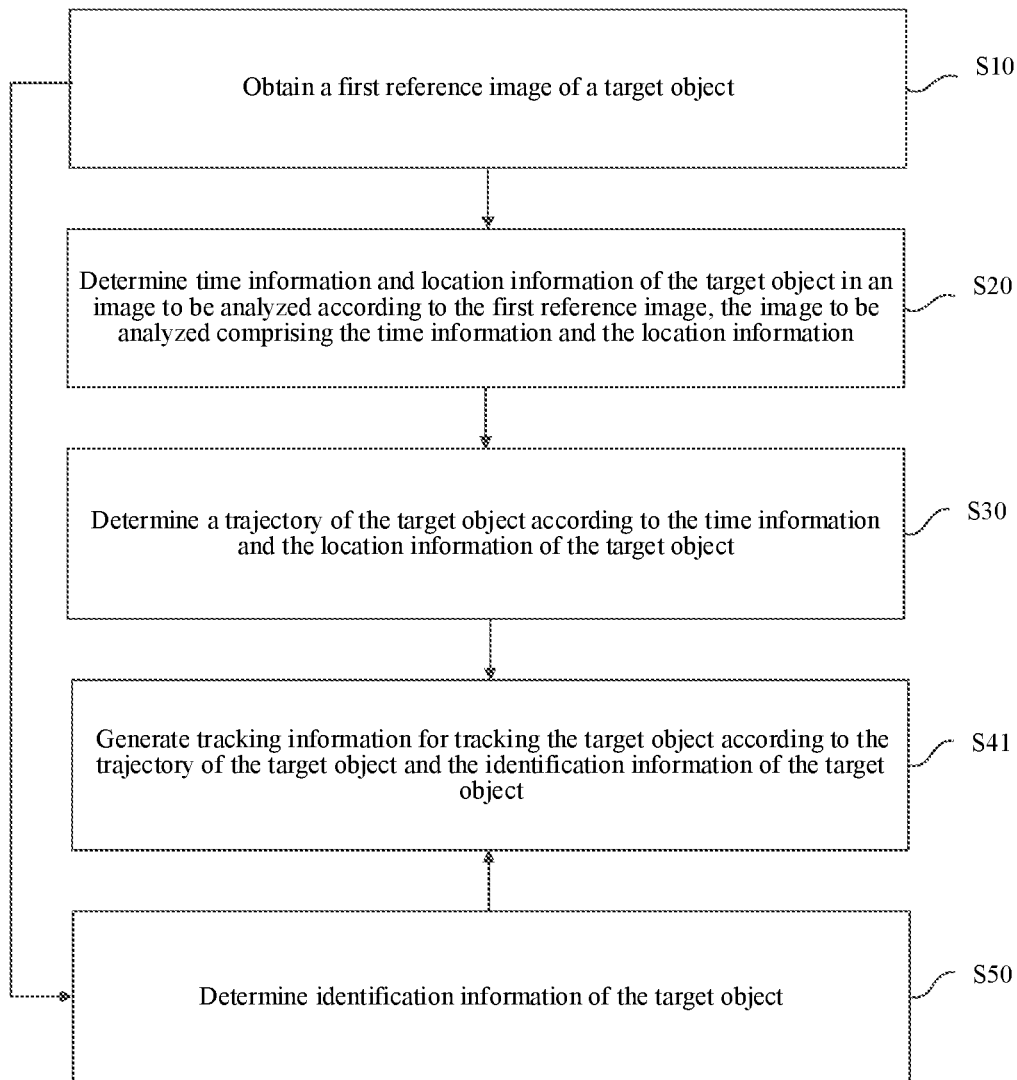 Obtain a first reference image of a target object
S10
Determine time information and location information of the target object in an
image to be analyzed according to the first reference image, the image to be
analyzed comprising the time information and the location information
S20
Determine a trajectory of the target object according to the time information
and the location information of the target object
S30
Generate tracking information for tracking the target object according to the
trajectory of the target object and the identification information of the target
object
S41
Determine identification information of the target object
S50